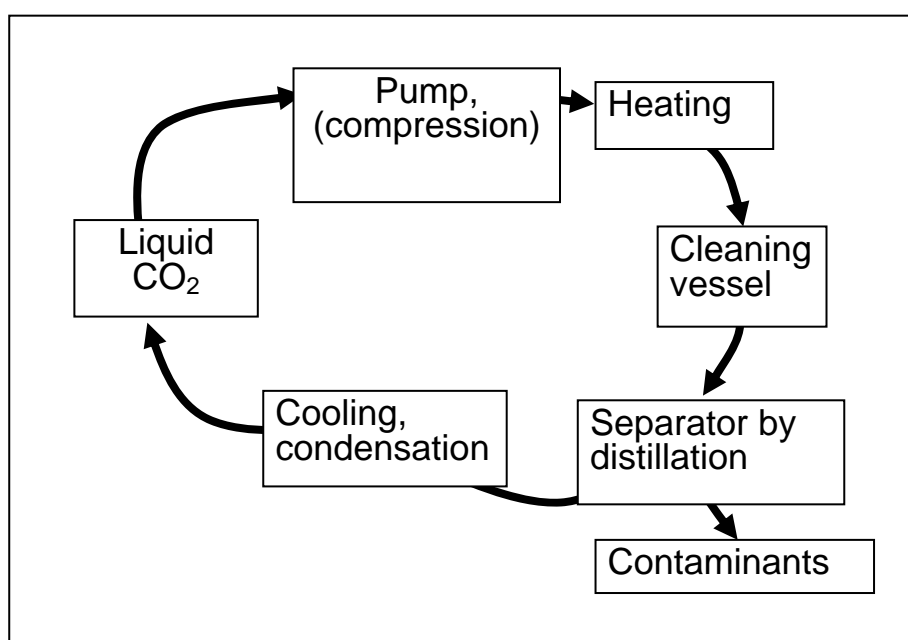 Pump,
(compression)
Heating
Liquid
CO₂
Cleaning
vessel
Cooling,
condensation
Separator by
distillation
Contaminants